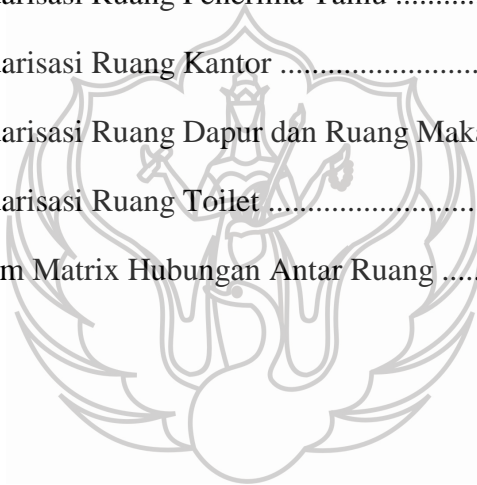 arisasi Ruang Penerima Tamu ...........
arisasi Ruang Kantor ........................
arisasi Ruang Dapur dan Ruang Maka
arisasi Ruang Toilet .........................
m Matrix Hubungan Antar Ruang ......